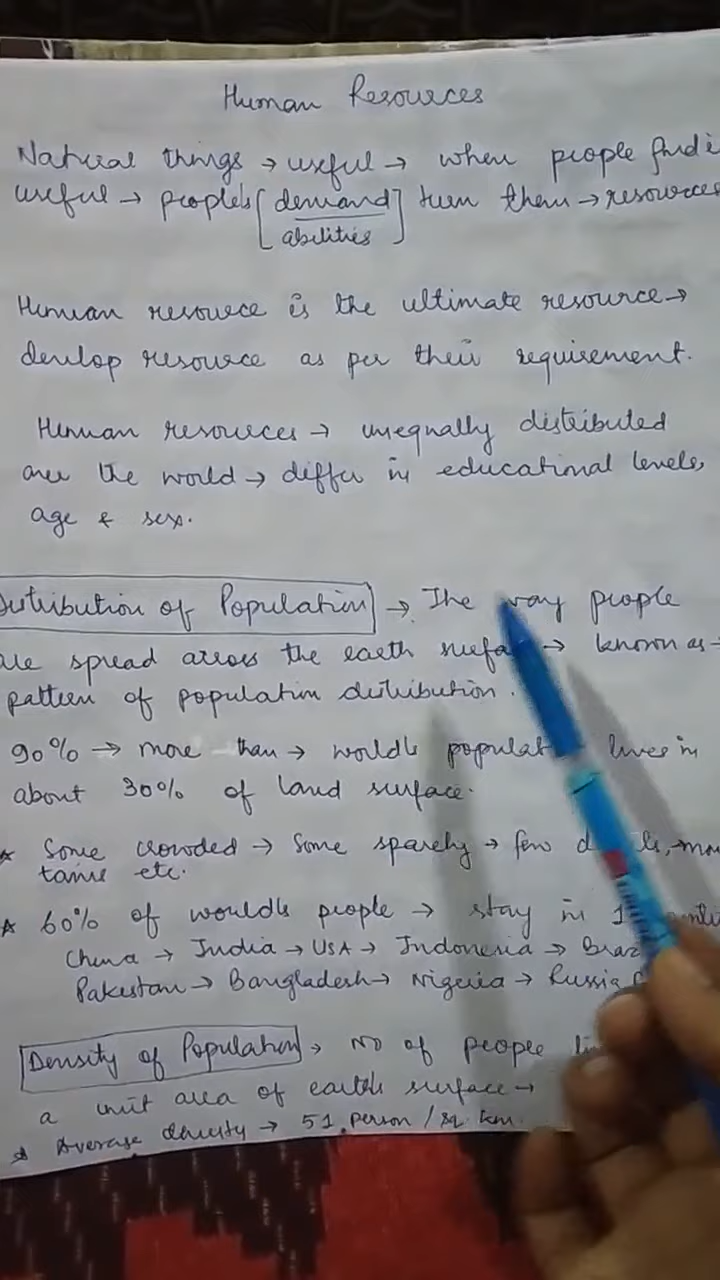 Human Resources
Natural things → useful → when people find
useful → people's [demand] turn them → resources
[abilities]
Human resource is the ultimate resource →
develop resource as per their requirement.
Human resources → unequally distributed
over the world → differ in educational levels,
age & sex.
Distribution of Population → The way people
are spread across the earth surface → known as →
pattern of population distribution.
90% → more than → world's populat lives in
about 30% of land surface.
* Some crowded → Some sparely → few
tains etc.
* 60% of world's people → stay in
China → India → USA → Indonesia → Braz
Pakistan → Bangladesh → Nigeria → Russia
Density of Population → No of people
a unit area of earth surface →
* Average density → 51 person / sq. km.